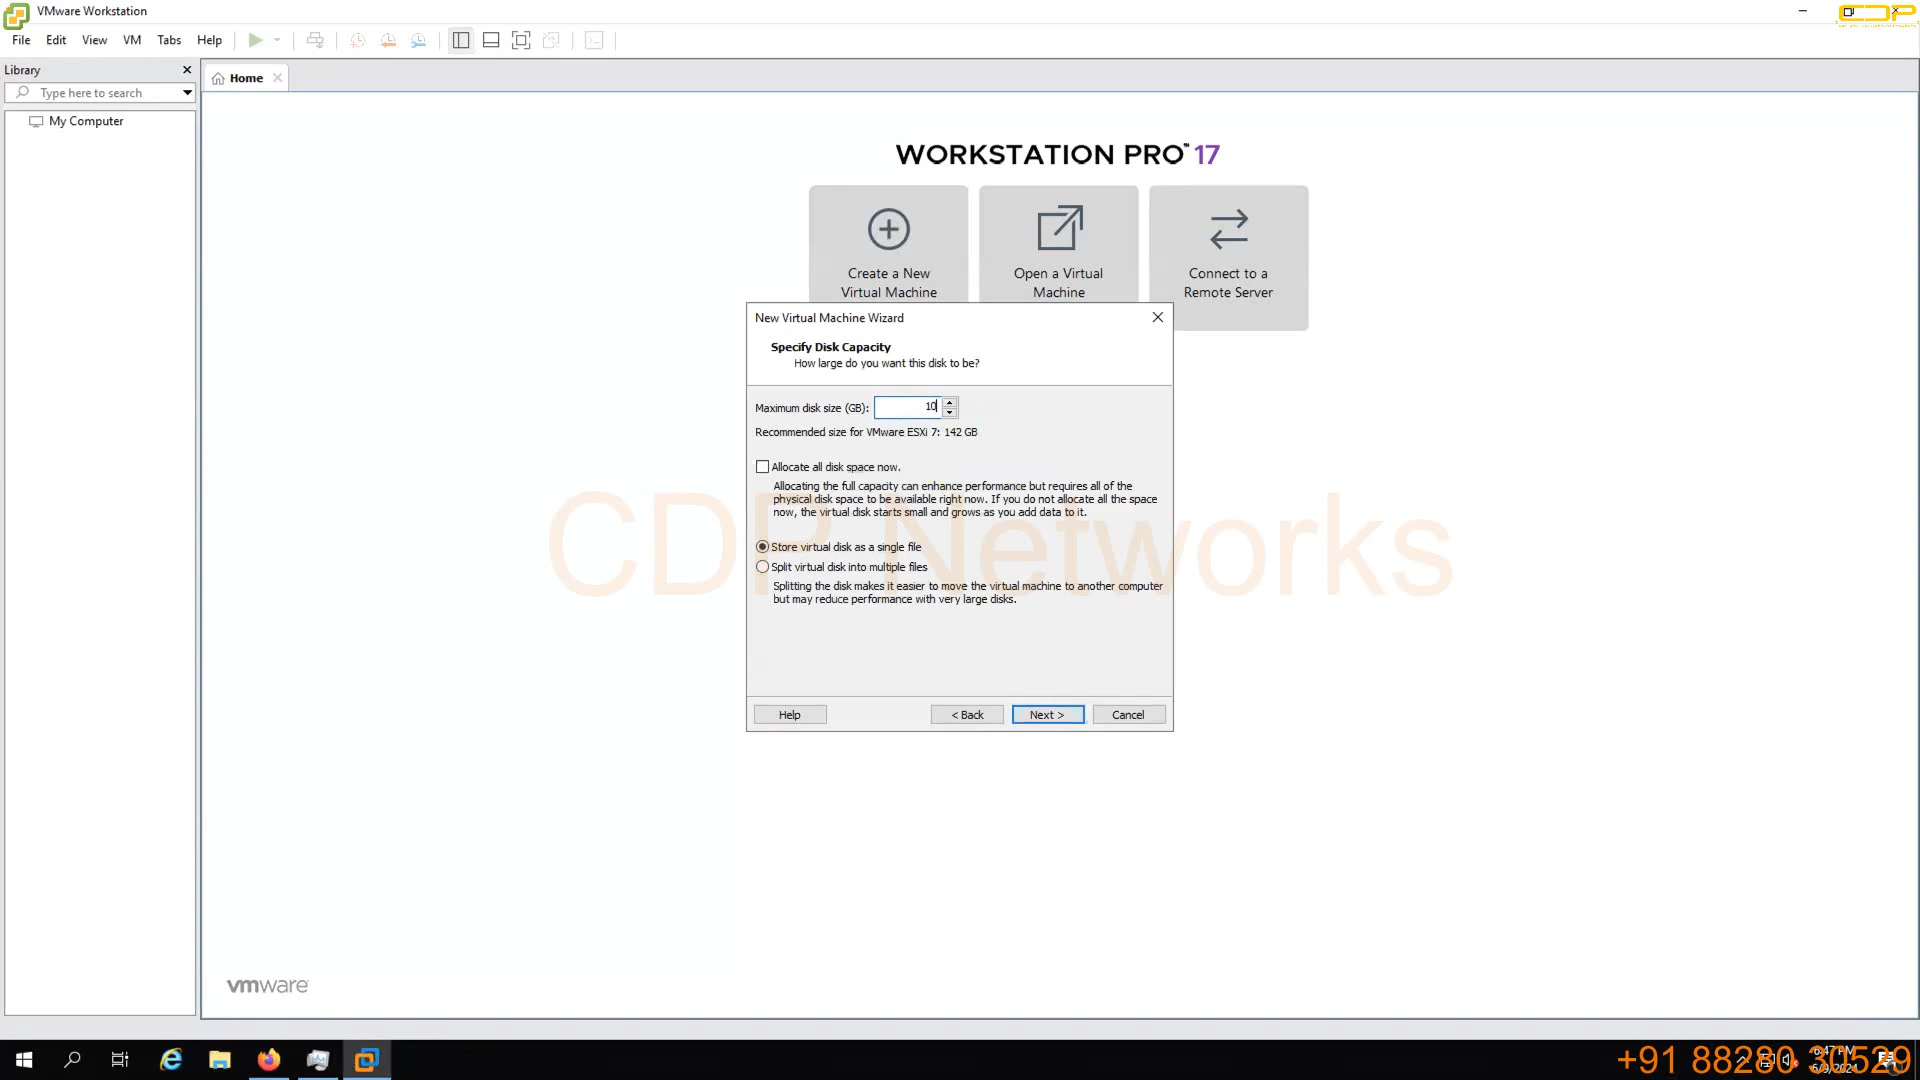 VMware Workstation
CDP
File Edit View VM Tabs Help
Library
Home
Type here to search
My Computer
WORKSTATION PRO™ 17
Create a New
Virtual Machine
Open a Virtual
Machine
Connect to a
Remote Server
New Virtual Machine Wizard
Specify Disk Capacity
How large do you want this disk to be?
Maximum disk size (GB): 10
Recommended size for VMware ESXi 7: 142 GB
Allocate all disk space now.
Allocating the full capacity can enhance performance but requires all of the
physical disk space to be available right now. If you do not allocate all the space
now, the virtual disk starts small and grows as you add data to it.
CDP Networks
Store virtual disk as a single file
Split virtual disk into multiple files
Splitting the disk makes it easier to move the virtual machine to another computer
but may reduce performance with very large disks.
Help < Back Next > Cancel
vmware
+91 88280 30529